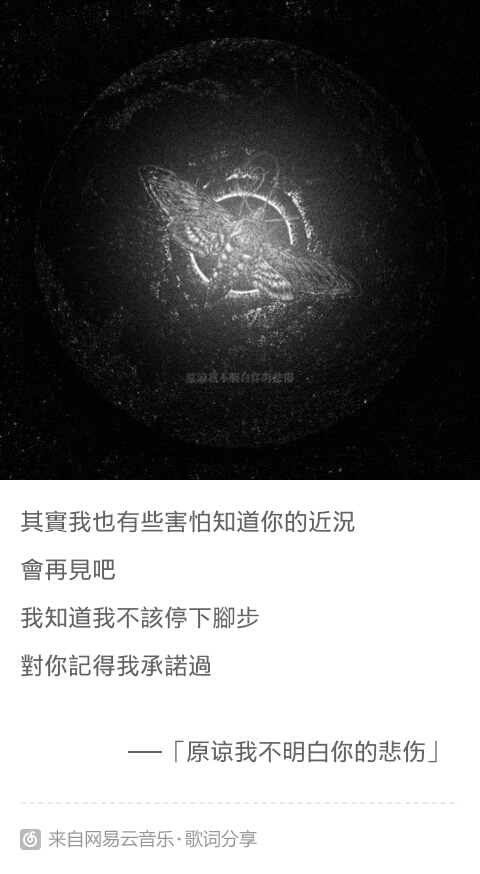 原諒我不明白你的悲傷
其實我也有些害怕知道你的近況
會再見吧
我知道我不該停下腳步
對你記得我承諾過
——「原谅我不明白你的悲伤」
来自网易云音乐·歌词分享